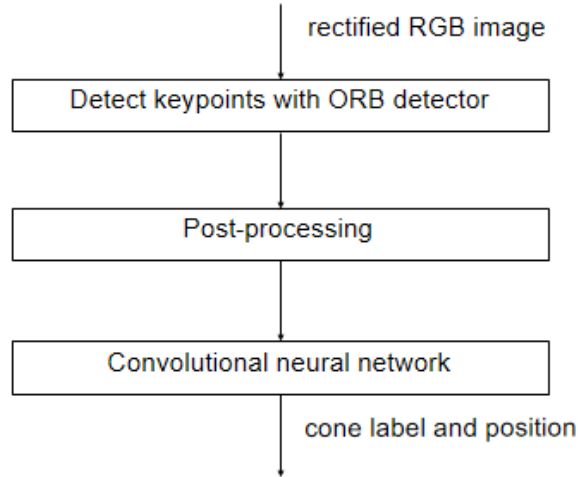 rectified RGB image
Detect keypoints with ORB detector
Post-processing
Convolutional neural network
cone label and position